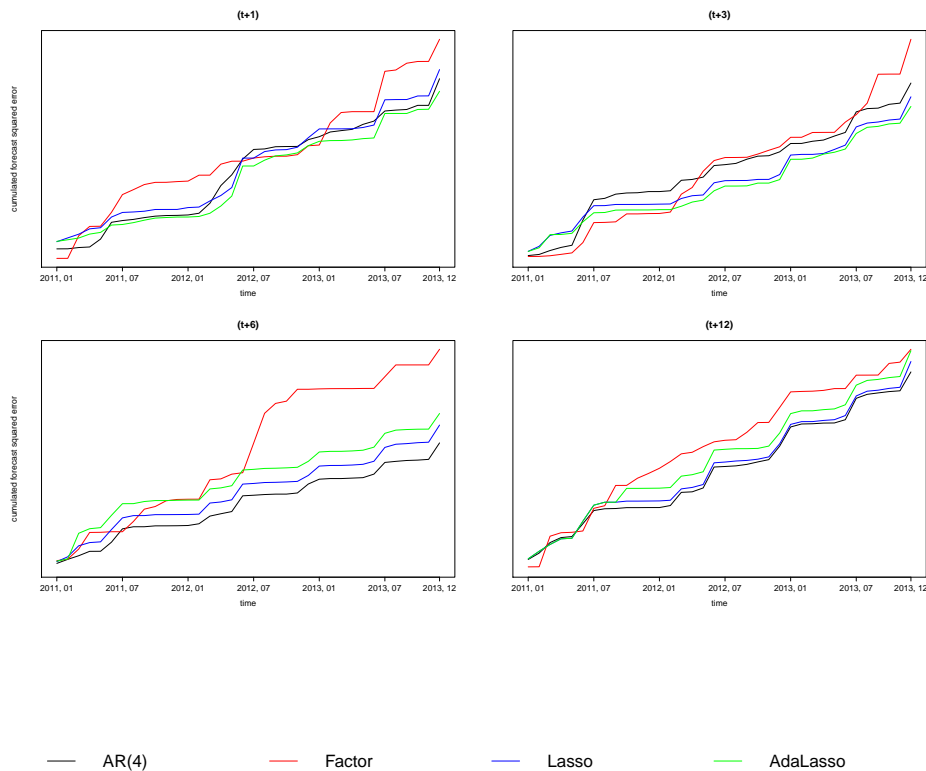 (t+1)
cumulated forecast squared error
2011, 01 2011, 07 2012, 01 2012, 07 2013, 01 2013, 07 2013, 12
time
(t+3)
2011, 01 2011, 07 2012, 01 2012, 07 2013, 01 2013, 07 2013, 12
time
(t+6)
cumulated forecast squared error
2011, 01 2011, 07 2012, 01 2012, 07 2013, 01 2013, 07 2013, 12
time
(t+12)
2011, 01 2011, 07 2012, 01 2012, 07 2013, 01 2013, 07 2013, 12
time
AR(4) Factor Lasso AdaLasso